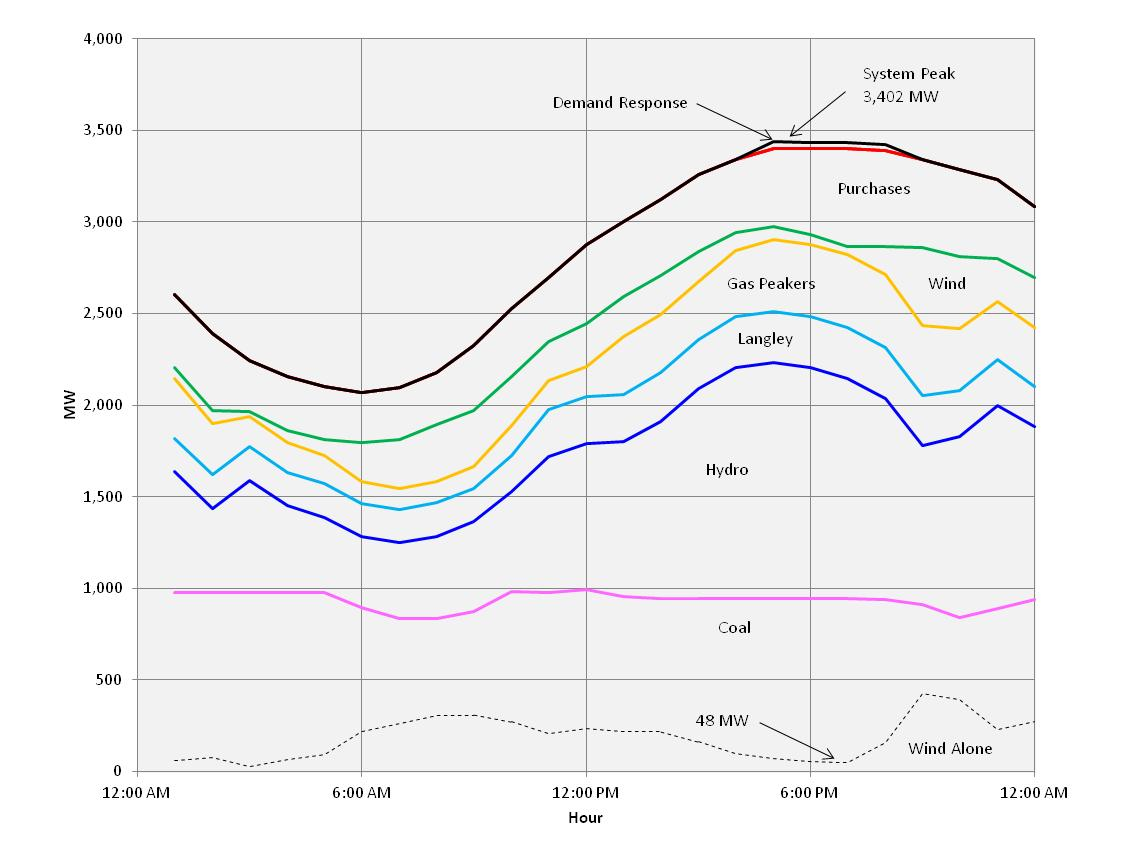 4,000
System Peak
3,402 MW
Demand Response
3,500
Purchases
3,000
Gas Peakers
Wind
2,500
Langley
2,000
MW
Hydro
1,500
1,000
Coal
500
48 MW
Wind Alone
0
12:00 AM 6:00 AM 12:00 PM 6:00 PM 12:00 AM
Hour